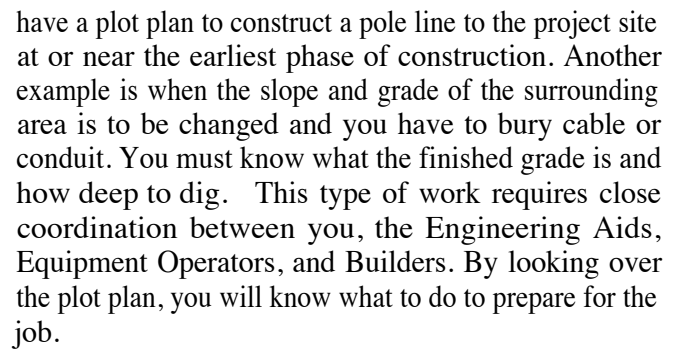 have a plot plan to construct a pole line to the project site
at or near the earliest phase of construction. Another
example is when the slope and grade of the surrounding
area is to be changed and you have to bury cable or
conduit. You must know what the finished grade is and
how deep to dig.   This type of work requires close
coordination between you, the Engineering Aids,
Equipment Operators, and Builders. By looking over
the plot plan, you will know what to do to prepare for the
job.